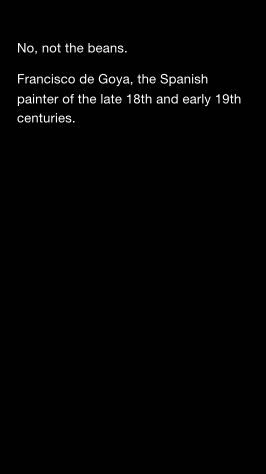 No, not the beans.
Francisco de Goya, the Spanish
painter of the late 18th and early 19th
centuries.